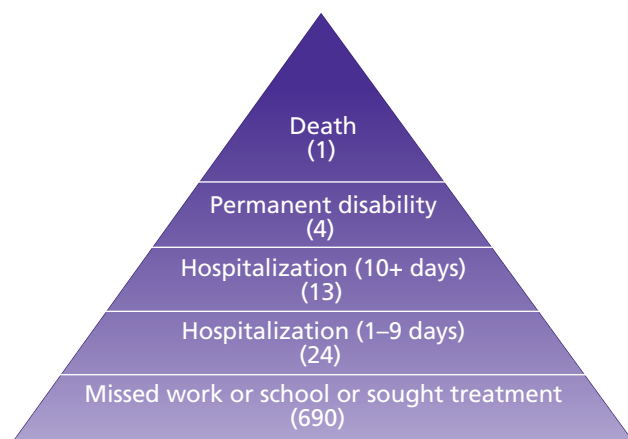 Death
(1)
Permanent disability
(4)
Hospitalization (10+ days)
(13)
Hospitalization (1–9 days)
(24)
Missed work or school or sought treatment
(690)